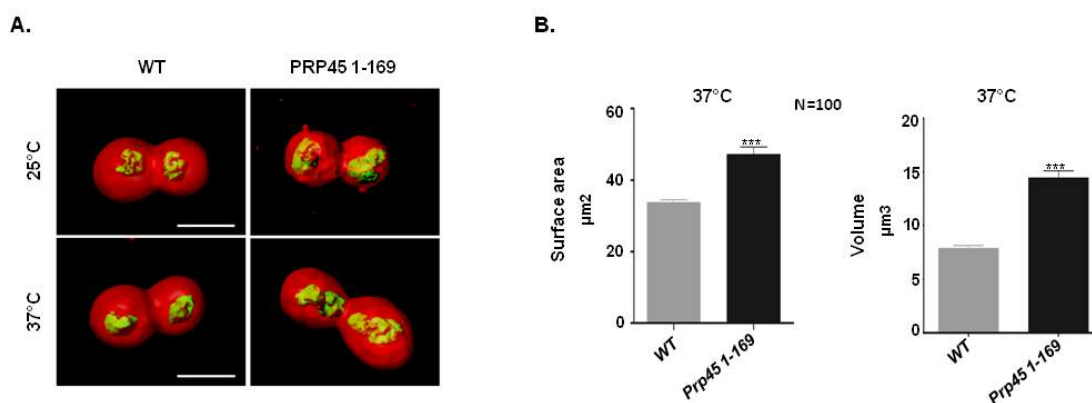 A.
WT
PRP45 1-169
25°C
37°C
B.
37°C
N=100
60
40
20
0
Surface area
µm2
***
WT
Prp45 1-169
37°C
20
15
10
5
0
Volume
µm3
***
WT
Prp45 1-169